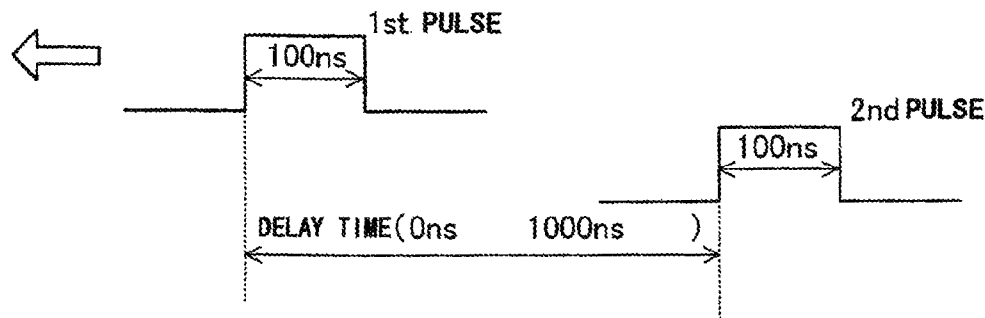 1st. PULSE
100ns
2nd PULSE
100ns
DELAY TIME(0ns 1000ns )